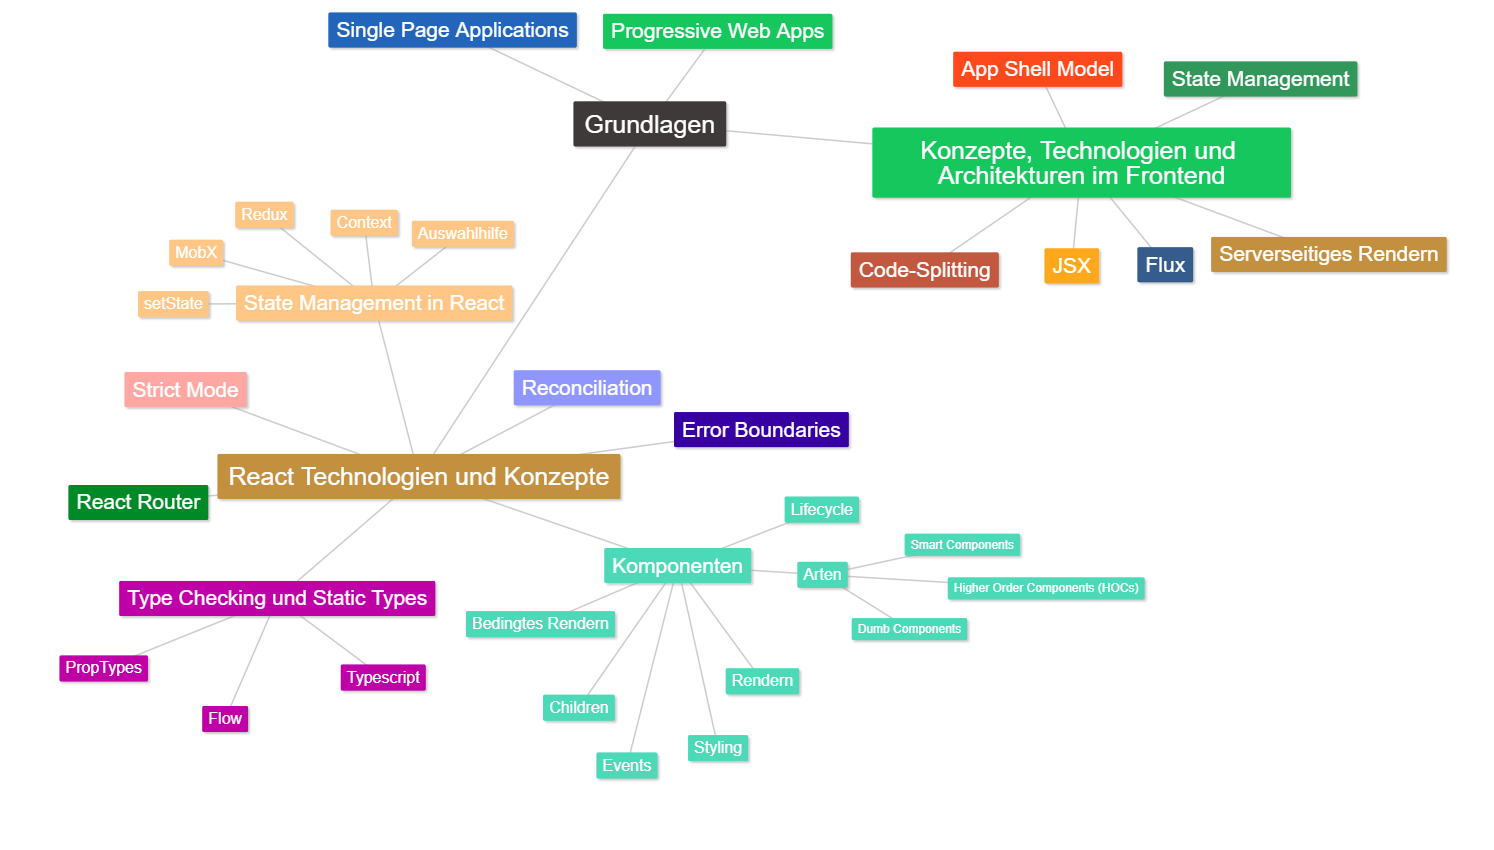 Single Page Applications
Progressive Web Apps
App Shell Model
State Management
Grundlagen
Konzepte, Technologien und
Architekturen im Frontend
Code-Splitting
JSX
Flux
Serverseitiges Rendern
Redux
Context
Auswahlhilfe
MobX
setState
State Management in React
Strict Mode
Reconciliation
Error Boundaries
React Technologien und Konzepte
React Router
Lifecycle
Smart Components
Komponenten
Arten
Higher Order Components (HOCs)
Dumb Components
Type Checking und Static Types
Bedingtes Rendern
PropTypes
Typescript
Flow
Rendern
Children
Styling
Events